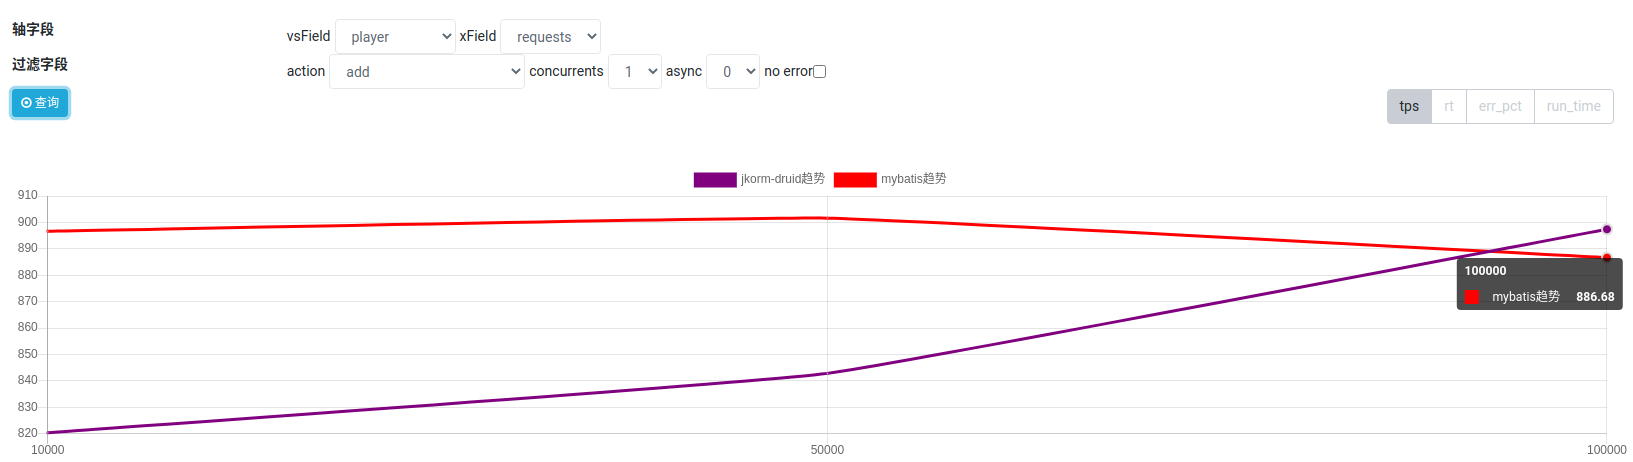 轴字段
vsField player xField requests
过滤字段
action add concurrents 1 async 0 no error
查询
tps rt err_pct run_time
jkorm-druid趋势 mybatis趋势
910
900
890
880
870
860
850
840
830
820
100000
mybatis趋势 886.68
10000 50000 100000